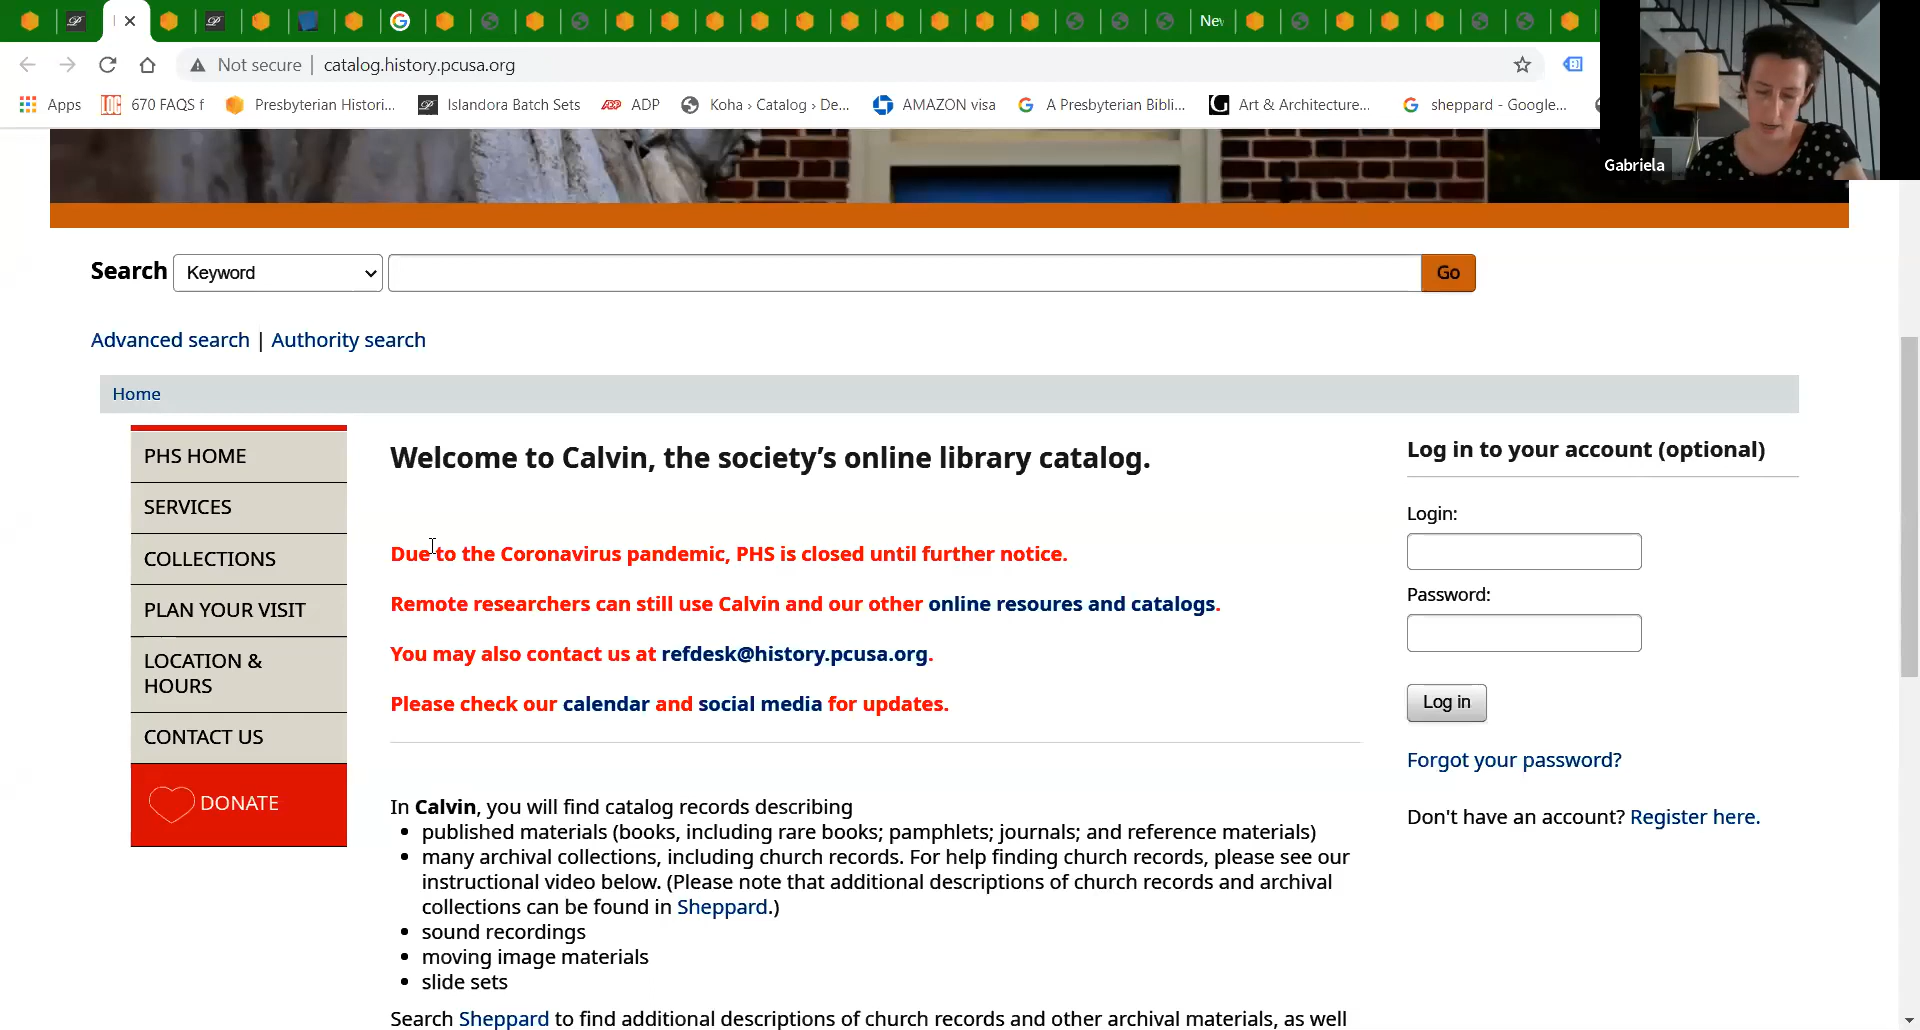 New
Not secure | catalog.history.pcusa.org
Apps
670 FAQS f
Presbyterian Histori...
Islandora Batch Sets
ADP
Koha › Catalog › De...
AMAZON visa
A Presbyterian Bibli...
Art & Architecture...
sheppard - Google...
Gabriela
Search Keyword Go
Advanced search | Authority search
Home
PHS HOME
SERVICES
COLLECTIONS
PLAN YOUR VISIT
LOCATION &
HOURS
CONTACT US
DONATE
Welcome to Calvin, the society’s online library catalog.
Due to the Coronavirus pandemic, PHS is closed until further notice.
Remote researchers can still use Calvin and our other online resoures and catalogs.
You may also contact us at refdesk@history.pcusa.org.
Please check our calendar and social media for updates.
In Calvin, you will find catalog records describing
• published materials (books, including rare books; pamphlets; journals; and reference materials)
• many archival collections, including church records. For help finding church records, please see our
instructional video below. (Please note that additional descriptions of church records and archival
collections can be found in Sheppard.)
• sound recordings
• moving image materials
• slide sets
Search Sheppard to find additional descriptions of church records and other archival materials, as well
Log in to your account (optional)
Login:
Password:
Log in
Forgot your password?
Don't have an account? Register here.